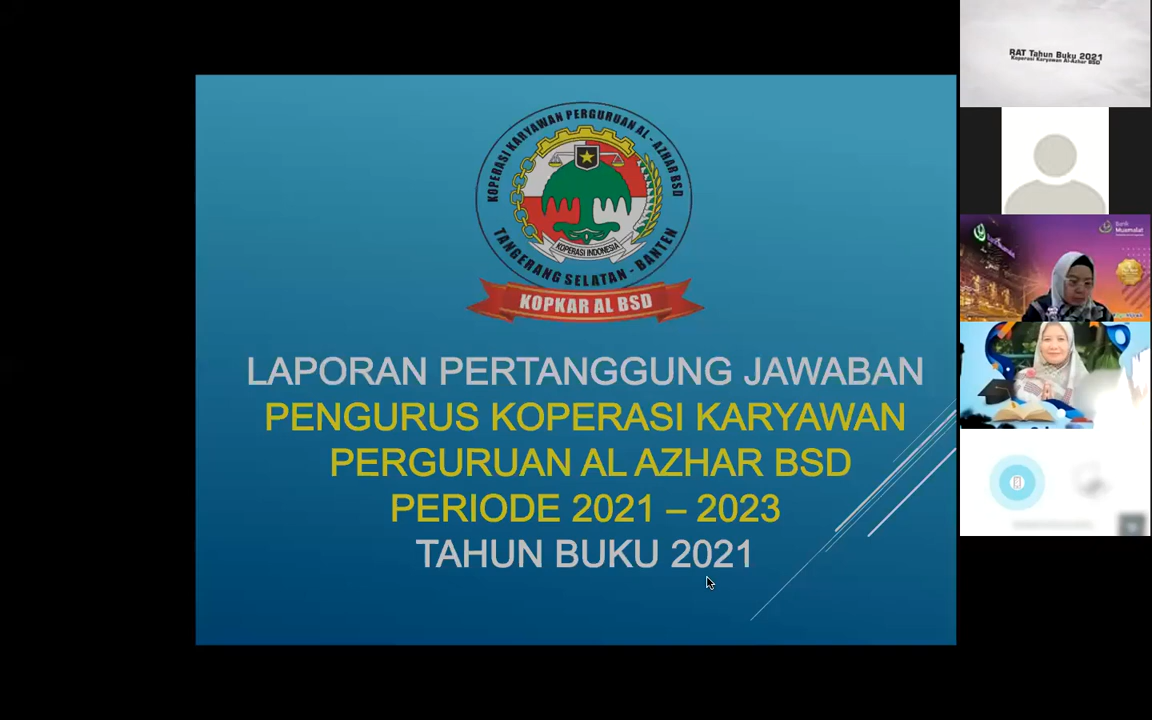 KOPERASI KARYAWAN PERGURUAN AL - AZHAR BSD
KOPERASI INDONESIA
TANGERANG SELATAN - BANTEN
KOPKAR AL BSD
LAPORAN PERTANGGUNG JAWABAN
PENGURUS KOPERASI KARYAWAN
PERGURUAN AL AZHAR BSD
PERIODE 2021 – 2023
TAHUN BUKU 2021
RAT Tahun Buku 2021
Koperasi Karyawan Al-Azhar BSD
Bank
Muamalat